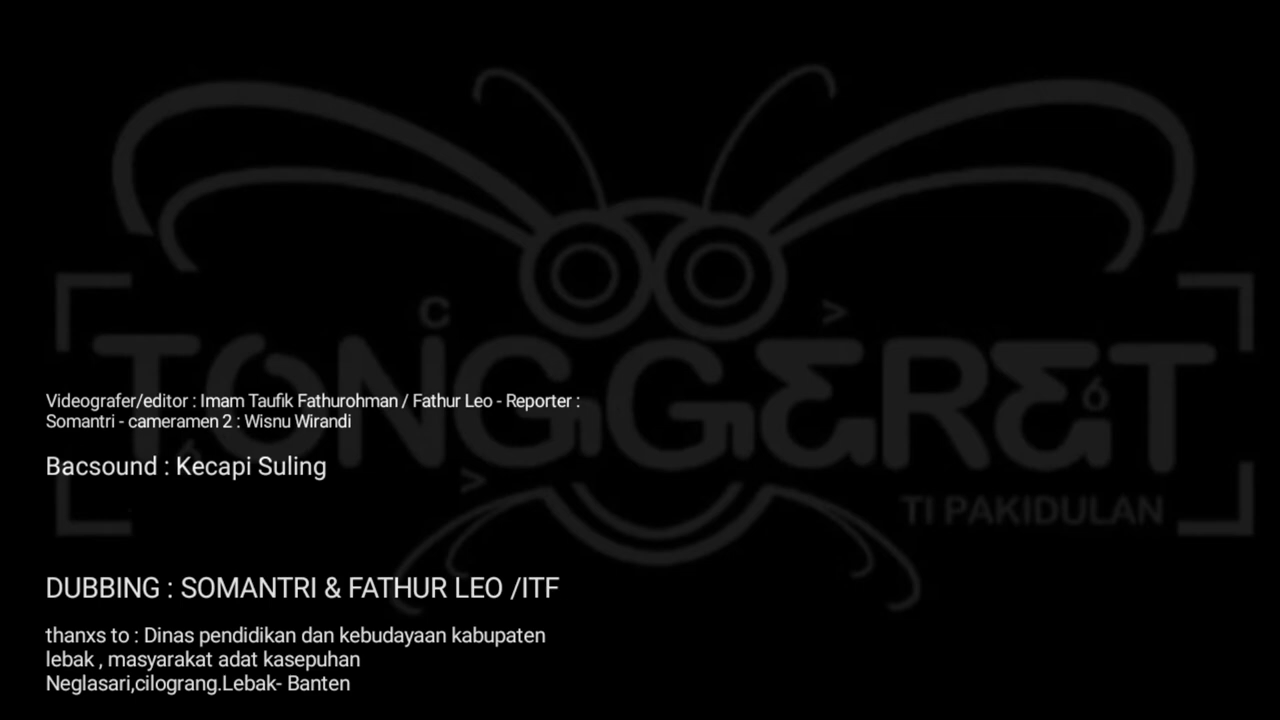 TONGGERET
TI PAKIDULAN
Videografer/editor : Imam Taufik Fathurohman / Fathur Leo - Reporter :
Somantri - cameramen 2 : Wisnu Wirandi
Bacsound : Kecapi Suling
DUBBING : SOMANTRI & FATHUR LEO /ITF
thanxs to : Dinas pendidikan dan kebudayaan kabupaten
lebak , masyarakat adat kasepuhan
Neglasari,cilograng.Lebak- Banten